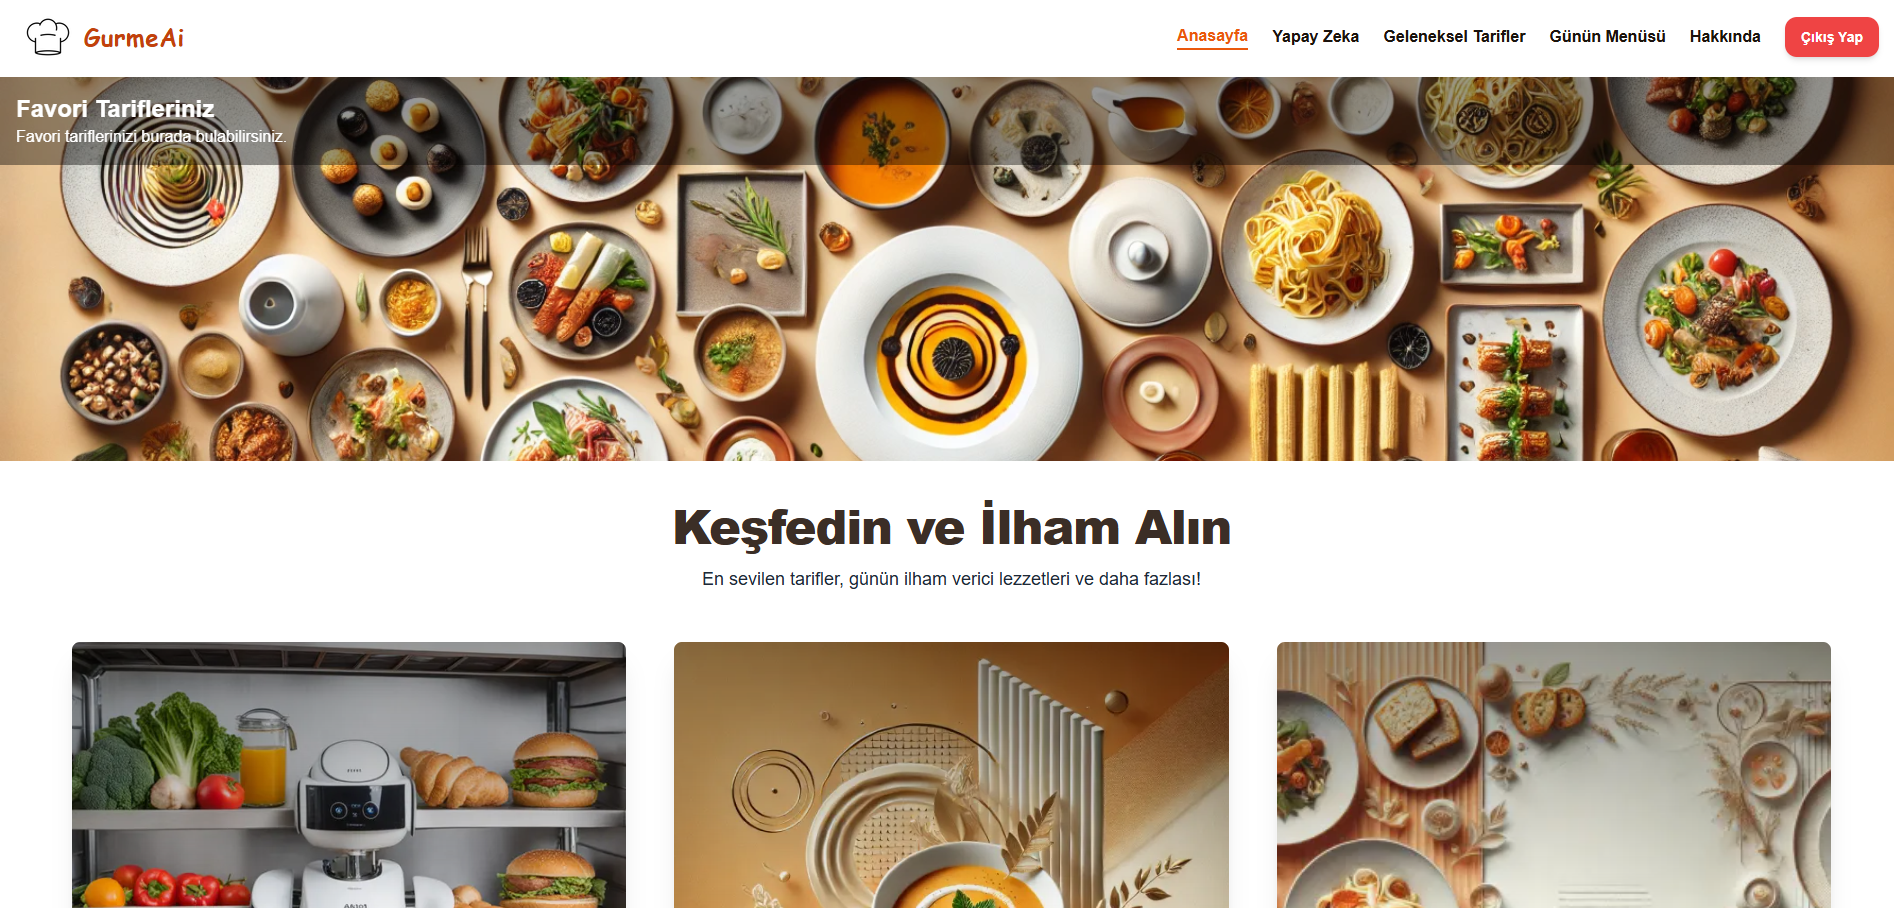 GurmeAi
Anasayfa
Yapay Zeka
Geleneksel Tarifler
Günün Menüsü
Hakkında
Çıkış Yap
Favori Tarifleriniz
Favori tariflerinizi burada bulabilirsiniz.
Keşfedin ve İlham Alın
En sevilen tarifler, günün ilham verici lezzetleri ve daha fazlası!